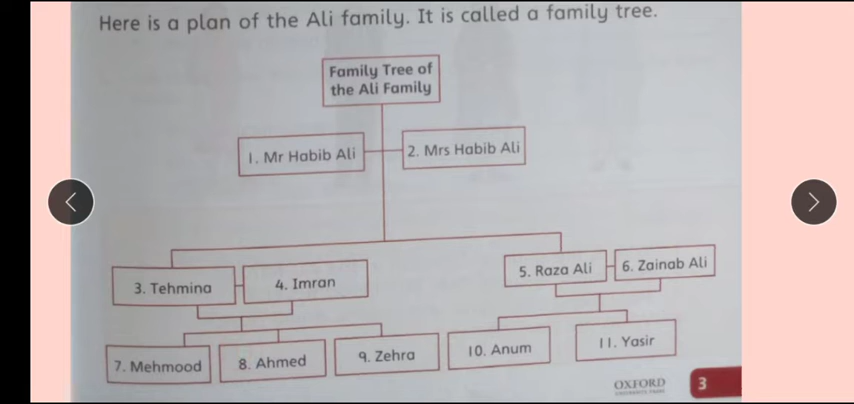 Here is a plan of the Ali family. It is called a family tree.
Family Tree of
the Ali Family
1. Mr Habib Ali
2. Mrs Habib Ali
3. Tehmina
4. Imran
5. Raza Ali
6. Zainab Ali
7. Mehmood
8. Ahmed
9. Zehra
10. Anum
11. Yasir
OXFORD
3